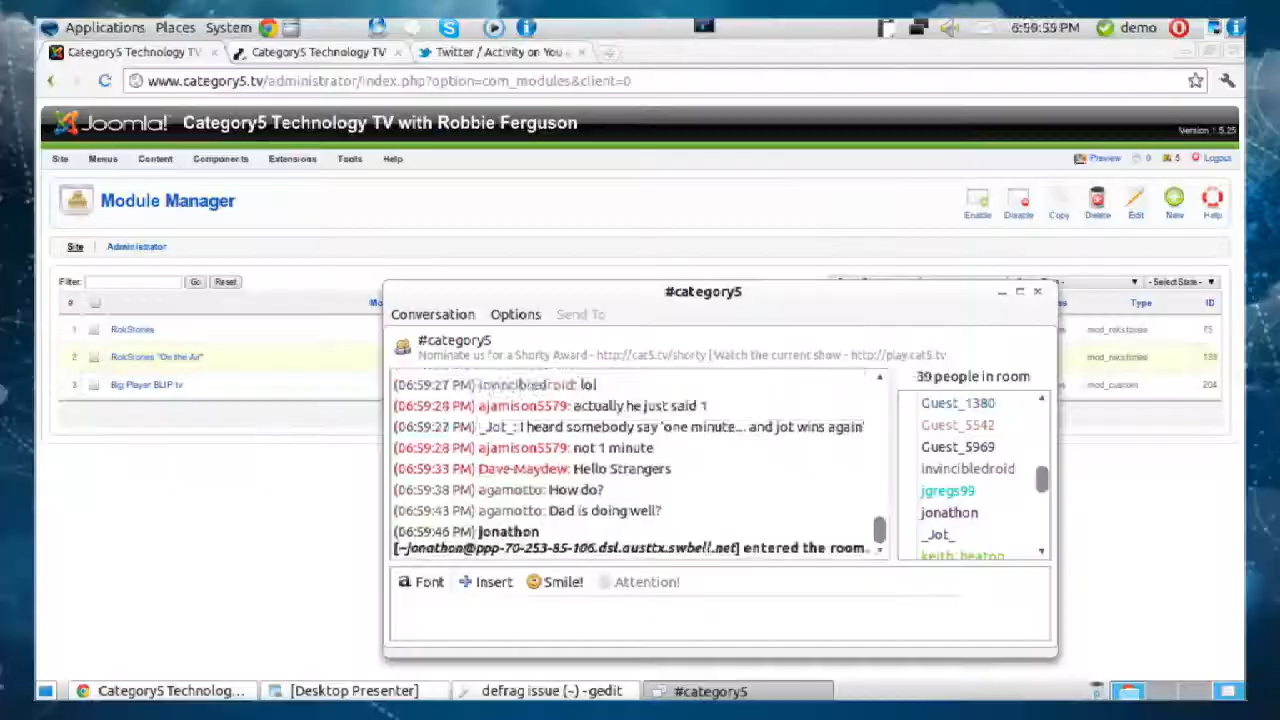 Applications Places System 6:59:55 PM demo
Category5 Technology TV Category5 Technology TV Twitter / Activity on You
www.category5.tv/administrator/index.php?option=com_modules&client=0
Joomla! Category5 Technology TV with Robbie Ferguson
Version 1.5.25
Site Menus Content Components Extensions Tools Help Preview 0 5 Logout
Module Manager
Enable Disable Copy Delete Edit New Help
Site Administrator
Filter: Go Reset - Select State -
# Type ID
1 RokStories mod_rokstories 75
2 RokStories "On the Air" mod_rokstories
3 Big Player BLIP tv mod_custom 204
#category5
Conversation Options Send To
#category5
Nominate us for a Shorty Award - http://cat5.tv/shorty | Watch the current show - http://play.cat5.tv
39 people in room
(06:59:27 PM) invincibledroid: lol
(06:59:28 PM) ajamison5579: actually he just said 1
(06:59:27 PM) _Jot_: I heard somebody say 'one minute... and jot wins again'
(06:59:28 PM) ajamison5579: not 1 minute
(06:59:33 PM) Dave-Maydew: Hello Strangers
(06:59:38 PM) agamotto: How do?
(06:59:43 PM) agamotto: Dad is doing well?
(06:59:46 PM) jonathon
[~jonathon@ppp-70-253-85-106.dsl.austtx.swbell.net] entered the room.
Guest_1380
Guest_5542
Guest_5969
invincibledroid
jgregs99
jonathon
_Jot_
keith_heaton
Font Insert Smile! Attention!
Category5 Technolog... [Desktop Presenter] defrag issue (~) - gedit #category5